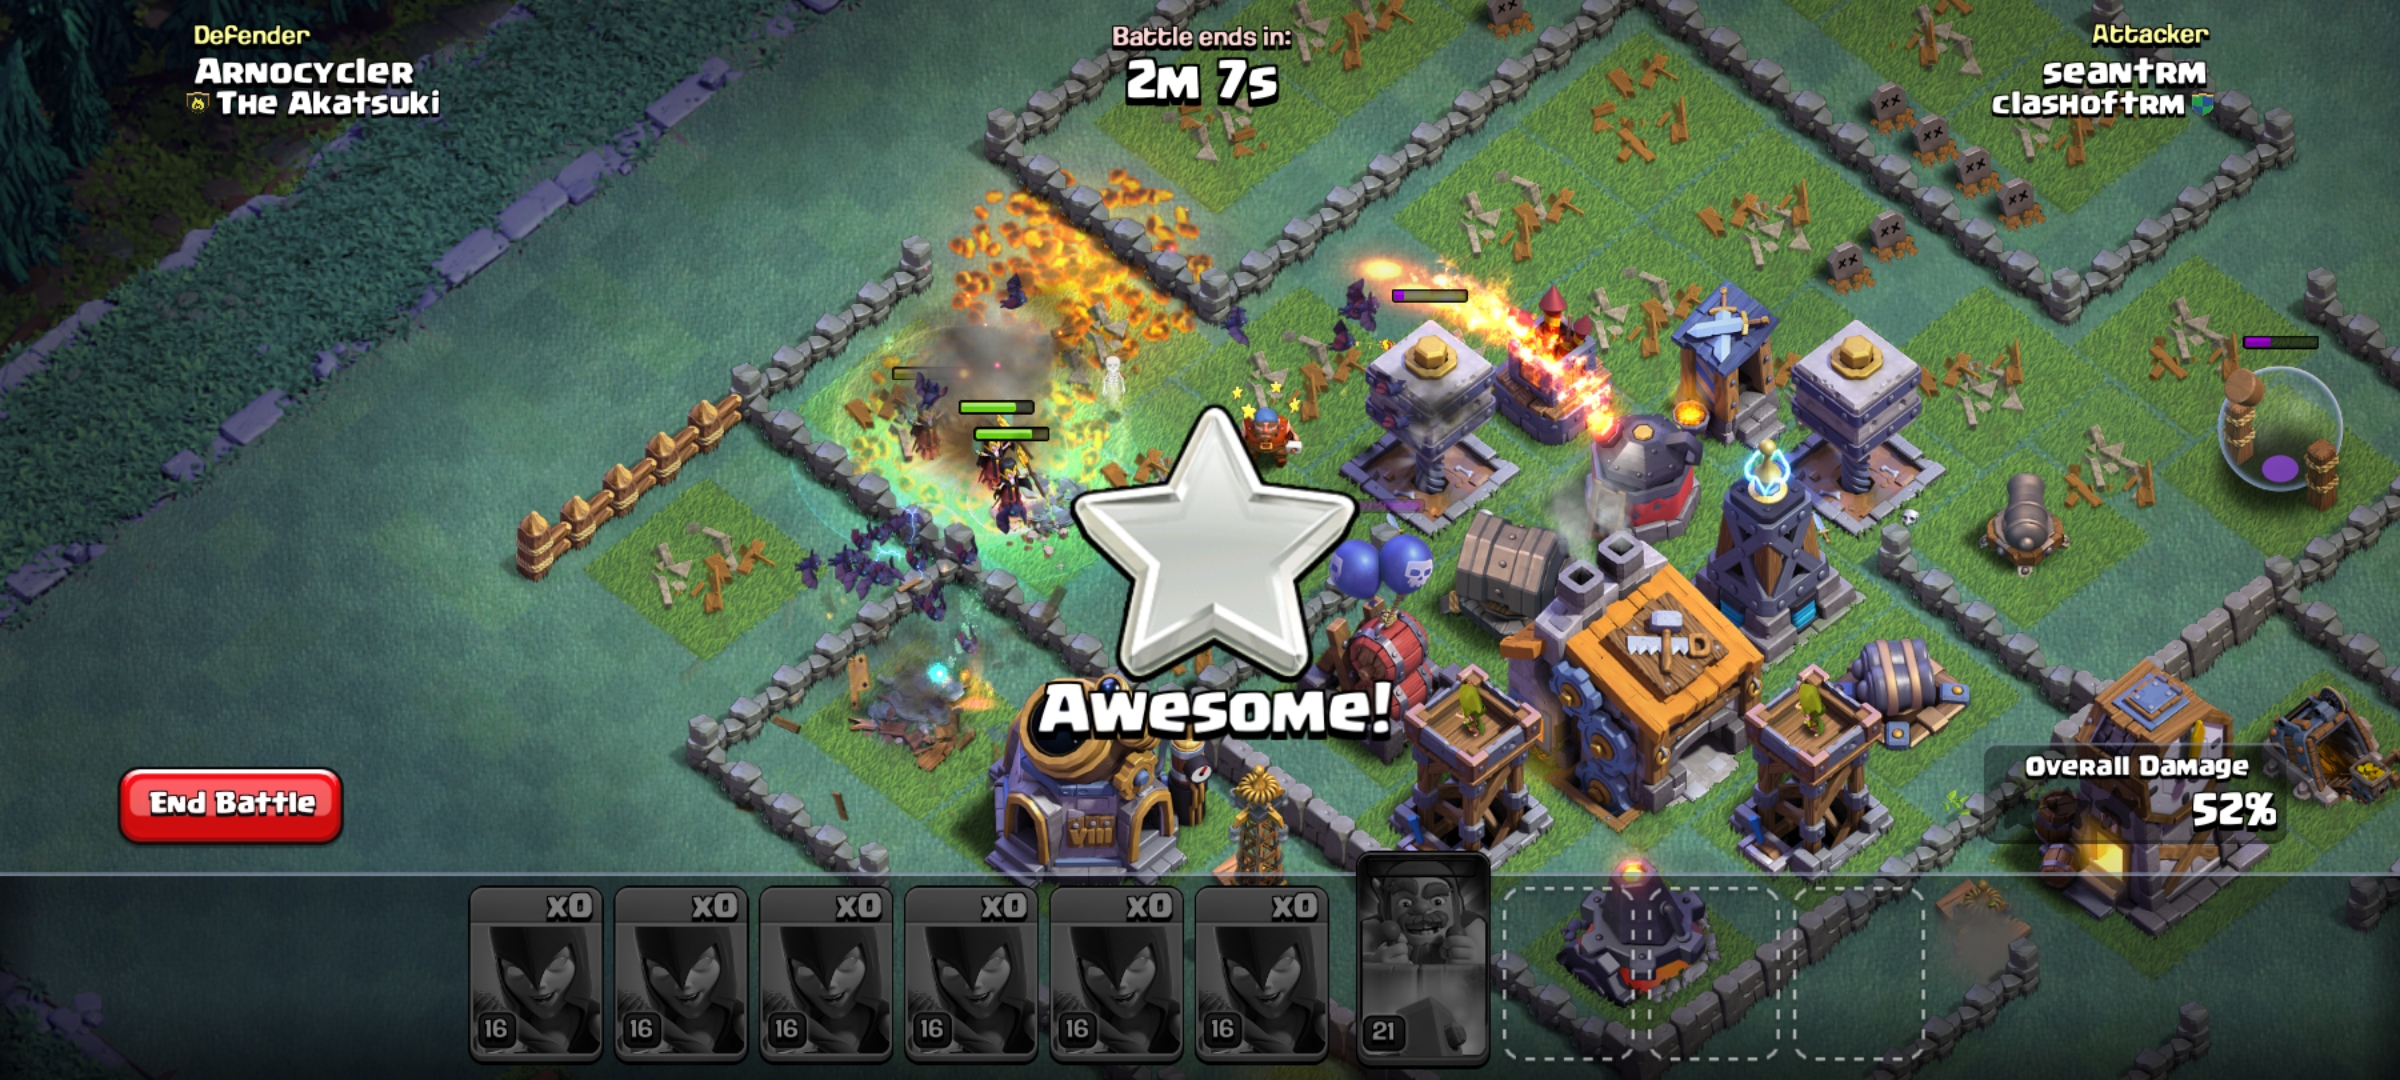 Defender
Arnocycler
The Akatsuki
Battle ends in:
2M 7s
Attacker
seantRM
clashoftRM
Awesome!
End Battle
VIII
Overall Damage
52%
x0
x0
x0
x0
x0
x0
16
16
16
16
16
16
21